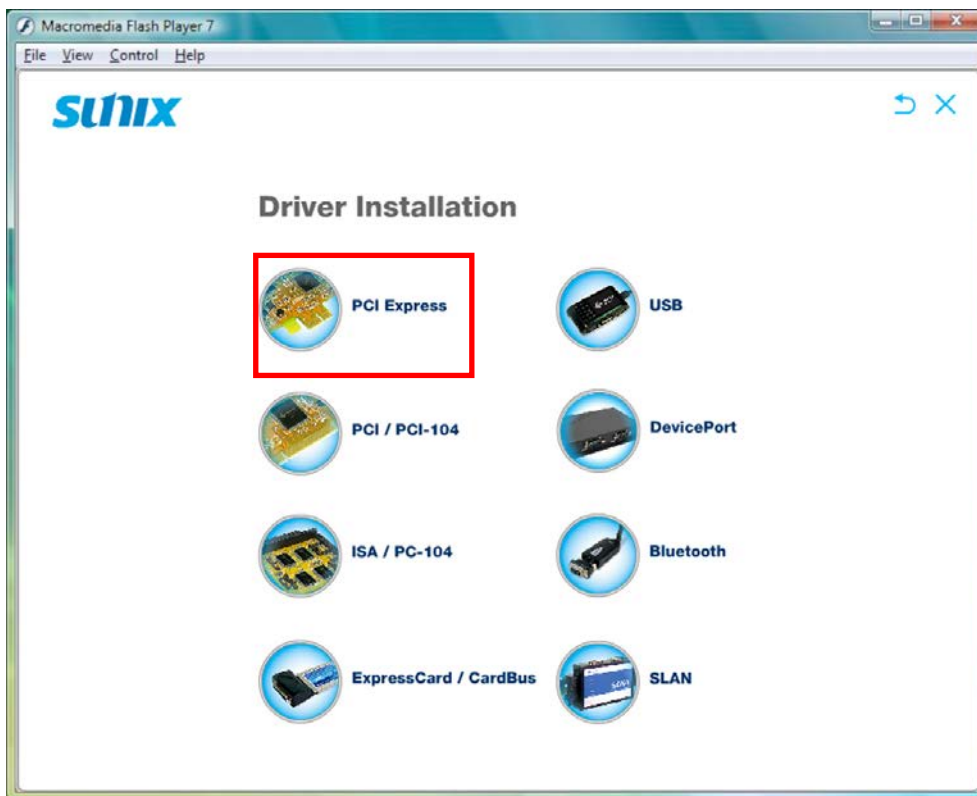 Macromedia Flash Player 7
File View Control Help
SUNIX
Driver Installation
PCI Express
USB
PCI / PCI-104
DevicePort
ISA / PC-104
Bluetooth
ExpressCard / CardBus
SLAN